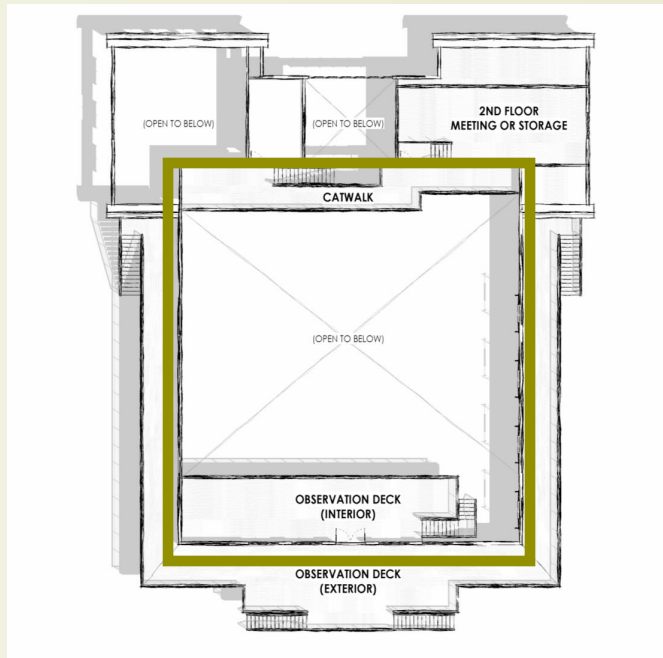 2ND FLOOR
MEETING OR STORAGE
(OPEN TO BELOW)
(OPEN TO BELOW)
CATWALK
(OPEN TO BELOW)
OBSERVATION DECK
(INTERIOR)
OBSERVATION DECK
(EXTERIOR)